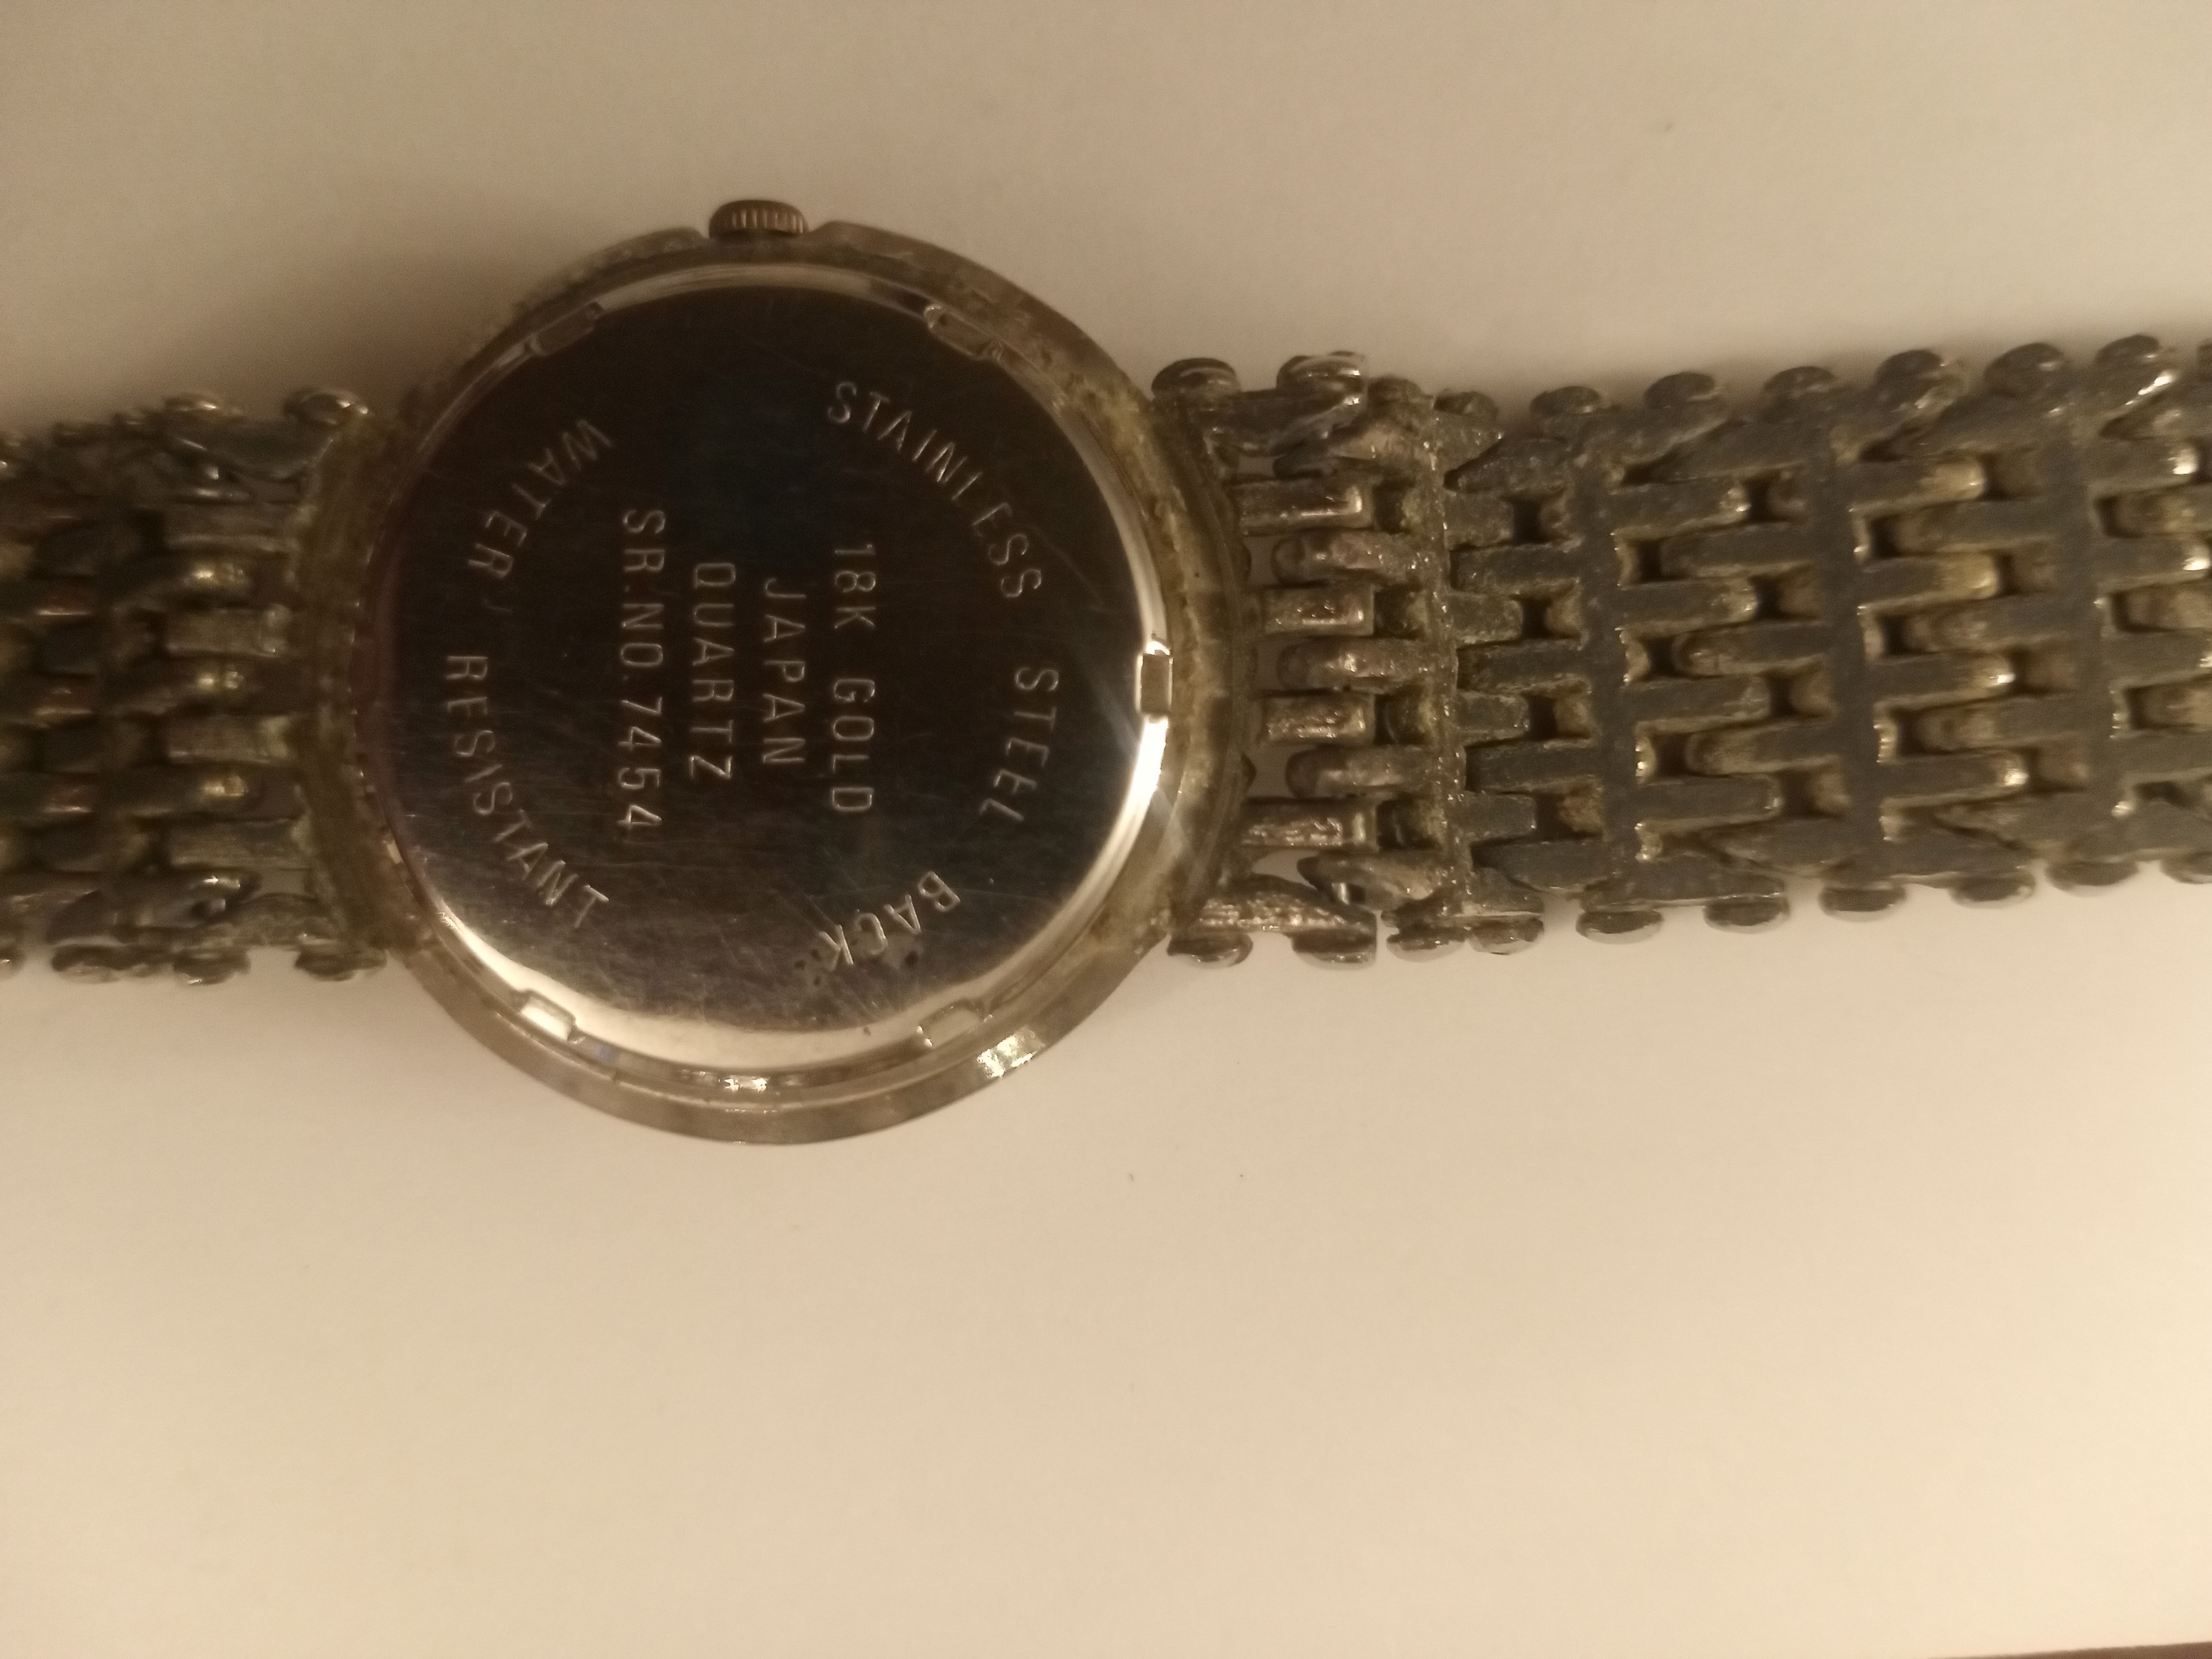 STAINLESS STEEL BACK
18K GOLD
JAPAN
QUARTZ
SR.NO.7454
WATER RESISTANT